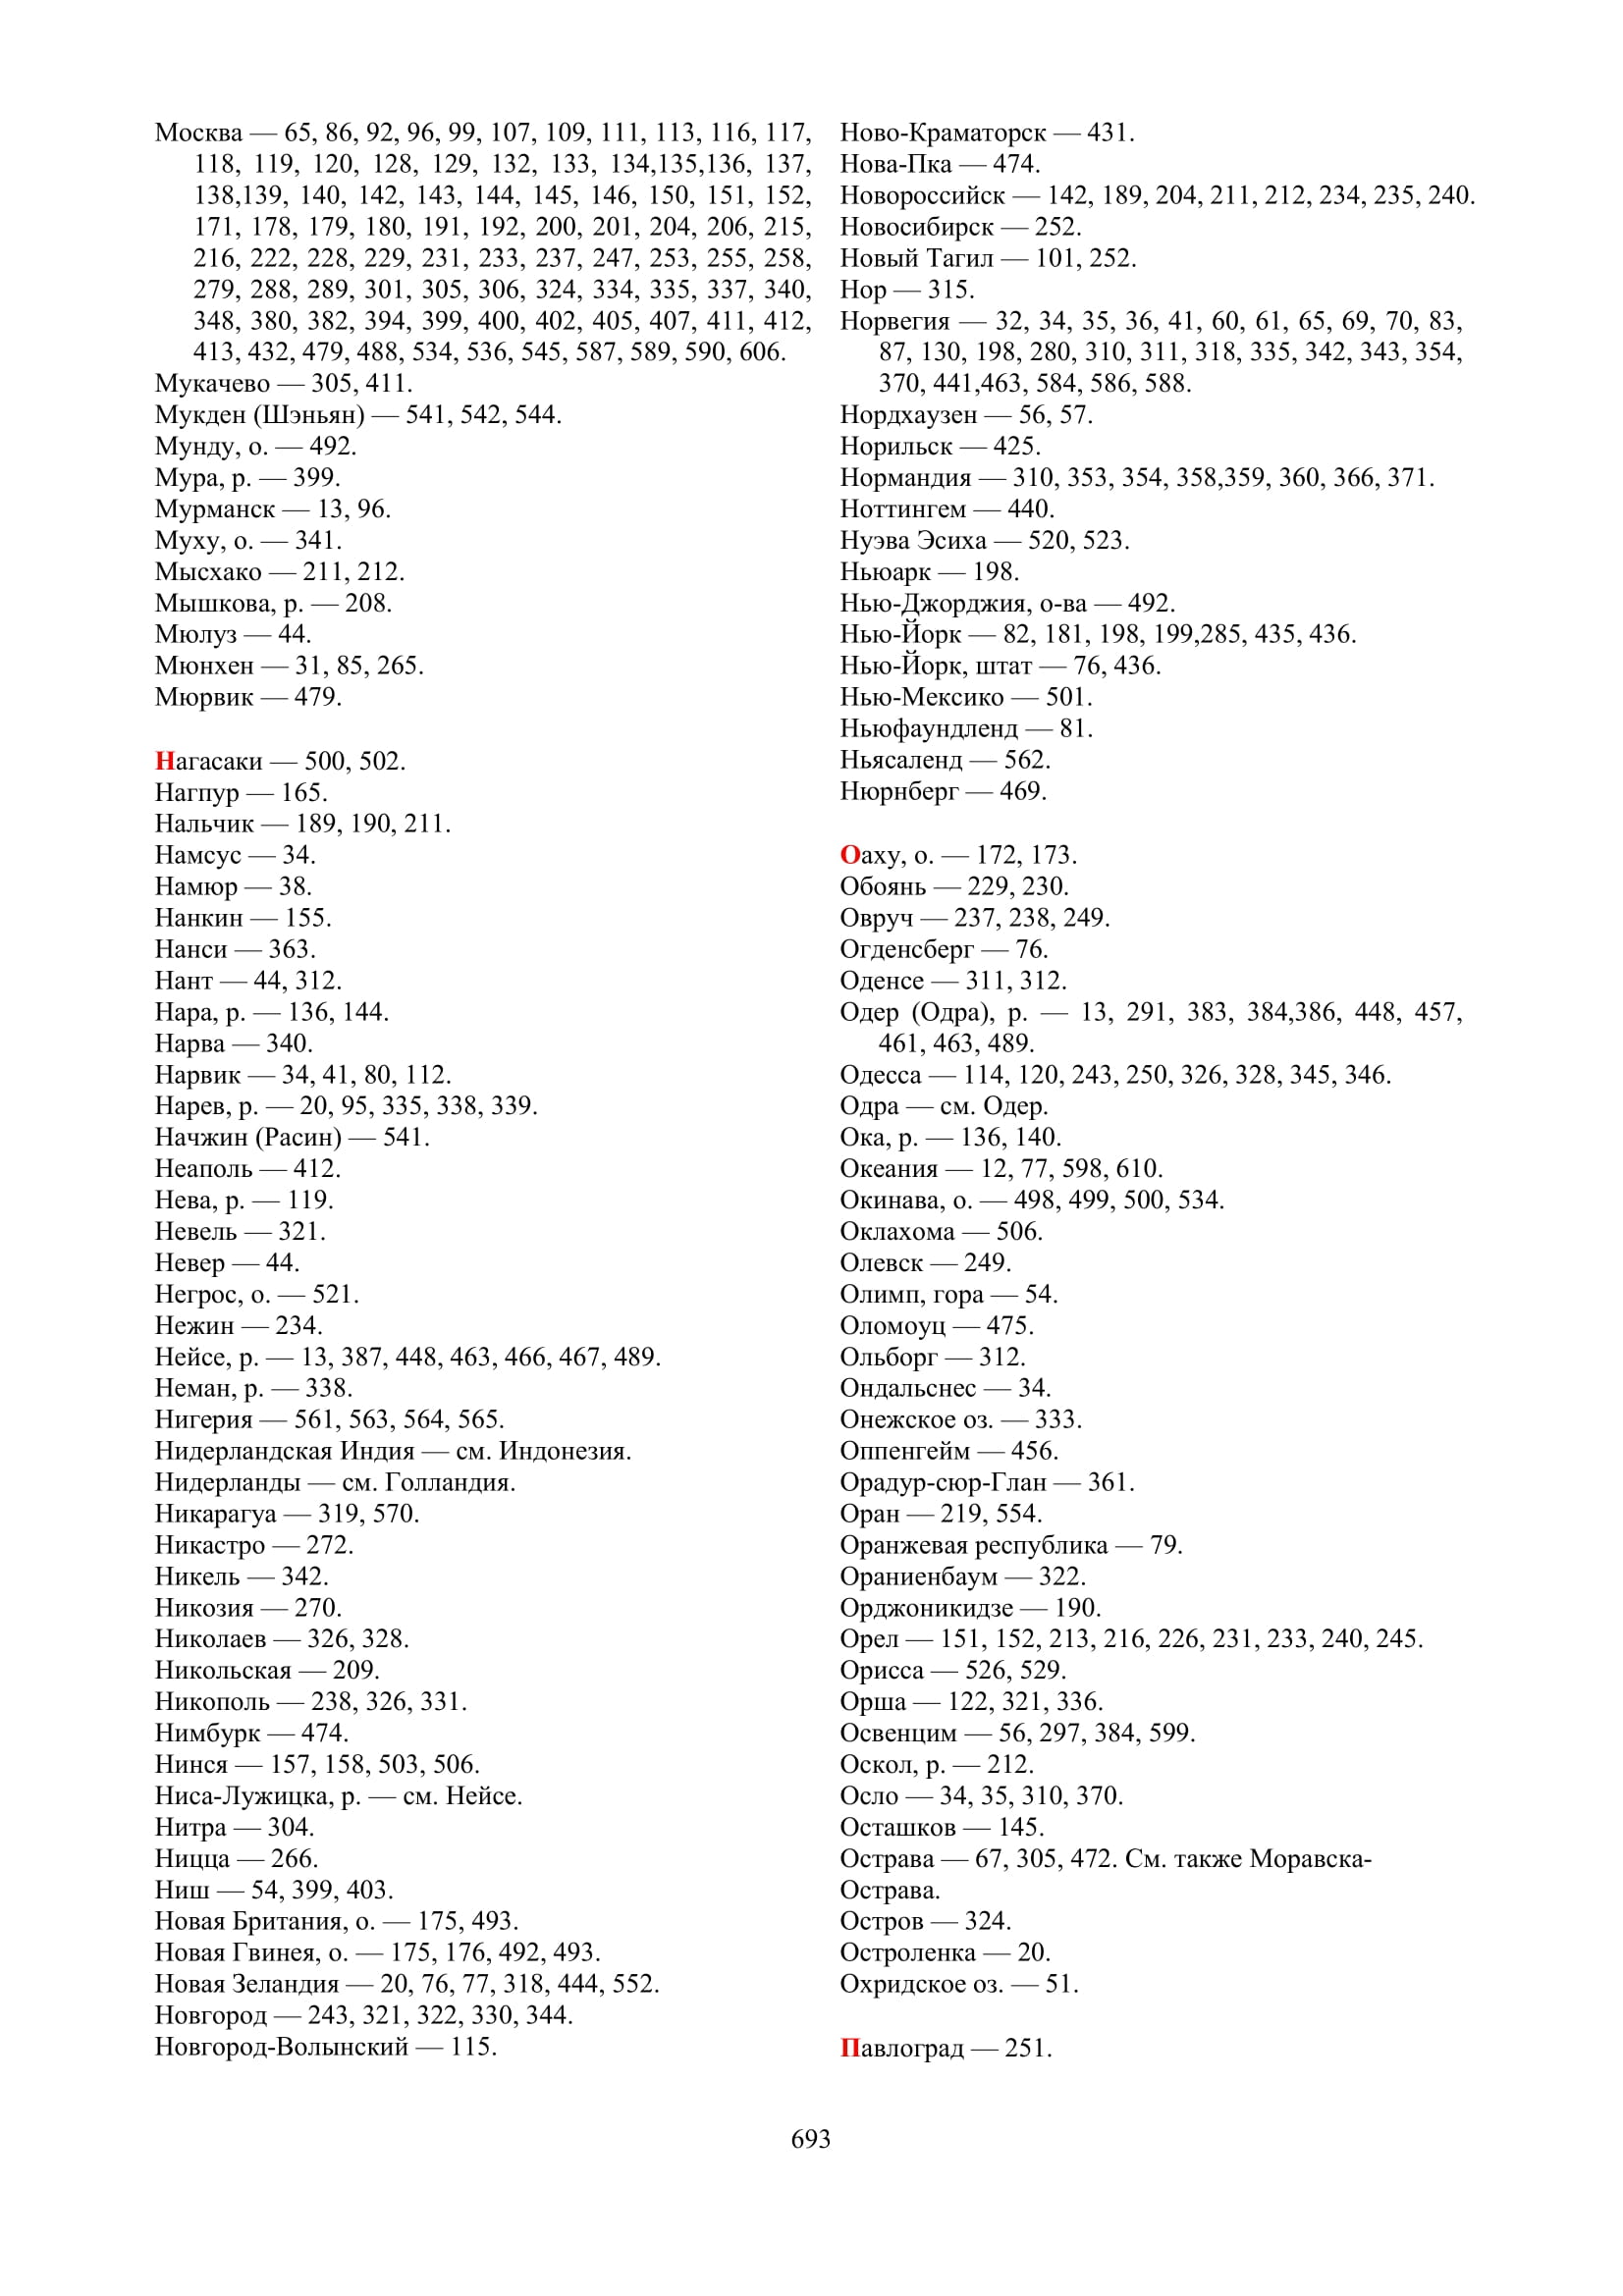 Москва — 65, 86, 92, 96, 99, 107, 109, 111, 113, 116, 117,
118, 119, 120, 128, 129, 132, 133, 134,135,136, 137,
138,139, 140, 142, 143, 144, 145, 146, 150, 151, 152,
171, 178, 179, 180, 191, 192, 200, 201, 204, 206, 215,
216, 222, 228, 229, 231, 233, 237, 247, 253, 255, 258,
279, 288, 289, 301, 305, 306, 324, 334, 335, 337, 340,
348, 380, 382, 394, 399, 400, 402, 405, 407, 411, 412,
413, 432, 479, 488, 534, 536, 545, 587, 589, 590, 606.
Мукачево — 305, 411.
Мукден (Шэньян) — 541, 542, 544.
Мунду, о. — 492.
Мура, р. — 399.
Мурманск — 13, 96.
Муху, о. — 341.
Мысхако — 211, 212.
Мышкова, р. — 208.
Мюлуз — 44.
Мюнхен — 31, 85, 265.
Мюрвик — 479.
Нагасаки — 500, 502.
Нагпур — 165.
Нальчик — 189, 190, 211.
Намсус — 34.
Намюр — 38.
Нанкин — 155.
Нанси — 363.
Нант — 44, 312.
Нара, р. — 136, 144.
Нарва — 340.
Нарвик — 34, 41, 80, 112.
Нарев, р. — 20, 95, 335, 338, 339.
Начжин (Расин) — 541.
Неаполь — 412.
Нева, р. — 119.
Невель — 321.
Невер — 44.
Негрос, о. — 521.
Нежин — 234.
Нейсе, р. — 13, 387, 448, 463, 466, 467, 489.
Неман, р. — 338.
Нигерия — 561, 563, 564, 565.
Нидерландская Индия — см. Индонезия.
Нидерланды — см. Голландия.
Никарагуа — 319, 570.
Никастро — 272.
Никель — 342.
Никозия — 270.
Николаев — 326, 328.
Никольская — 209.
Никополь — 238, 326, 331.
Нимбурк — 474.
Нинся — 157, 158, 503, 506.
Ниса-Лужицка, р. — см. Нейсе.
Нитра — 304.
Ницца — 266.
Ниш — 54, 399, 403.
Новая Британия, о. — 175, 493.
Новая Гвинея, о. — 175, 176, 492, 493.
Новая Зеландия — 20, 76, 77, 318, 444, 552.
Новгород — 243, 321, 322, 330, 344.
Новгород-Волынский — 115.
Ново-Краматорск — 431.
Нова-Пка — 474.
Новороссийск — 142, 189, 204, 211, 212, 234, 235, 240.
Новосибирск — 252.
Новый Тагил — 101, 252.
Нор — 315.
Норвегия — 32, 34, 35, 36, 41, 60, 61, 65, 69, 70, 83,
87, 130, 198, 280, 310, 311, 318, 335, 342, 343, 354,
370, 441,463, 584, 586, 588.
Нордхаузен — 56, 57.
Норильск — 425.
Нормандия — 310, 353, 354, 358,359, 360, 366, 371.
Ноттингем — 440.
Нуэва Эсиха — 520, 523.
Ньюарк — 198.
Нью-Джорджия, о-ва — 492.
Нью-Йорк — 82, 181, 198, 199,285, 435, 436.
Нью-Йорк, штат — 76, 436.
Нью-Мексико — 501.
Ньюфаундленд — 81.
Ньясаленд — 562.
Нюрнберг — 469.
Оаху, о. — 172, 173.
Обоянь — 229, 230.
Овруч — 237, 238, 249.
Огденсберг — 76.
Оденсе — 311, 312.
Одер (Одра), р. — 13, 291, 383, 384,386, 448, 457,
461, 463, 489.
Одесса — 114, 120, 243, 250, 326, 328, 345, 346.
Одра — см. Одер.
Ока, р. — 136, 140.
Океания — 12, 77, 598, 610.
Окинава, о. — 498, 499, 500, 534.
Оклахома — 506.
Олевск — 249.
Олимп, гора — 54.
Оломоуц — 475.
Ольборг — 312.
Ондальснес — 34.
Онежское оз. — 333.
Оппенгейм — 456.
Орадур-сюр-Глан — 361.
Оран — 219, 554.
Оранжевая республика — 79.
Ораниенбаум — 322.
Орджоникидзе — 190.
Орел — 151, 152, 213, 216, 226, 231, 233, 240, 245.
Орисса — 526, 529.
Орша — 122, 321, 336.
Освенцим — 56, 297, 384, 599.
Оскол, р. — 212.
Осло — 34, 35, 310, 370.
Осташков — 145.
Острава — 67, 305, 472. См. также Моравска-
Острава.
Остров — 324.
Остроленка — 20.
Охридское оз. — 51.
Павлоград — 251.
693